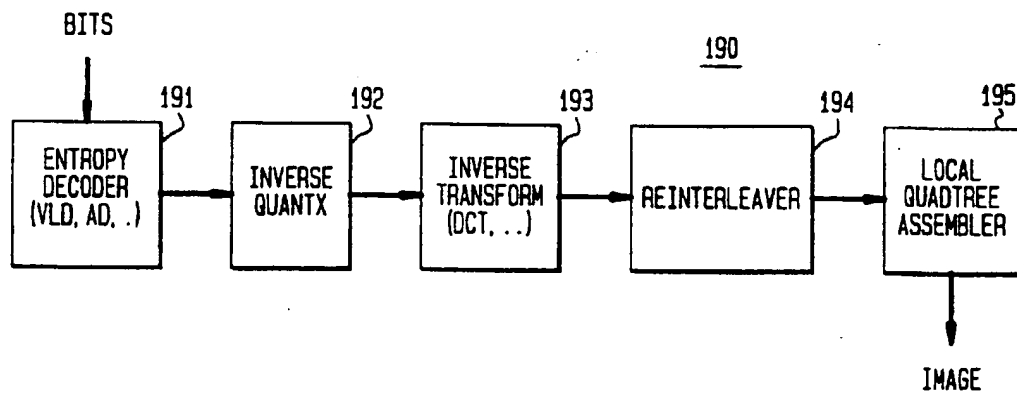 BITS
190
191
192
193
194
195
ENTROPY
DECODER
(VLD, AD, .)
INVERSE
QUANTX
INVERSE
TRANSFORM
(DCT, . .)
REINTERLEAVER
LOCAL
QUADTREE
ASSEMBLER
IMAGE